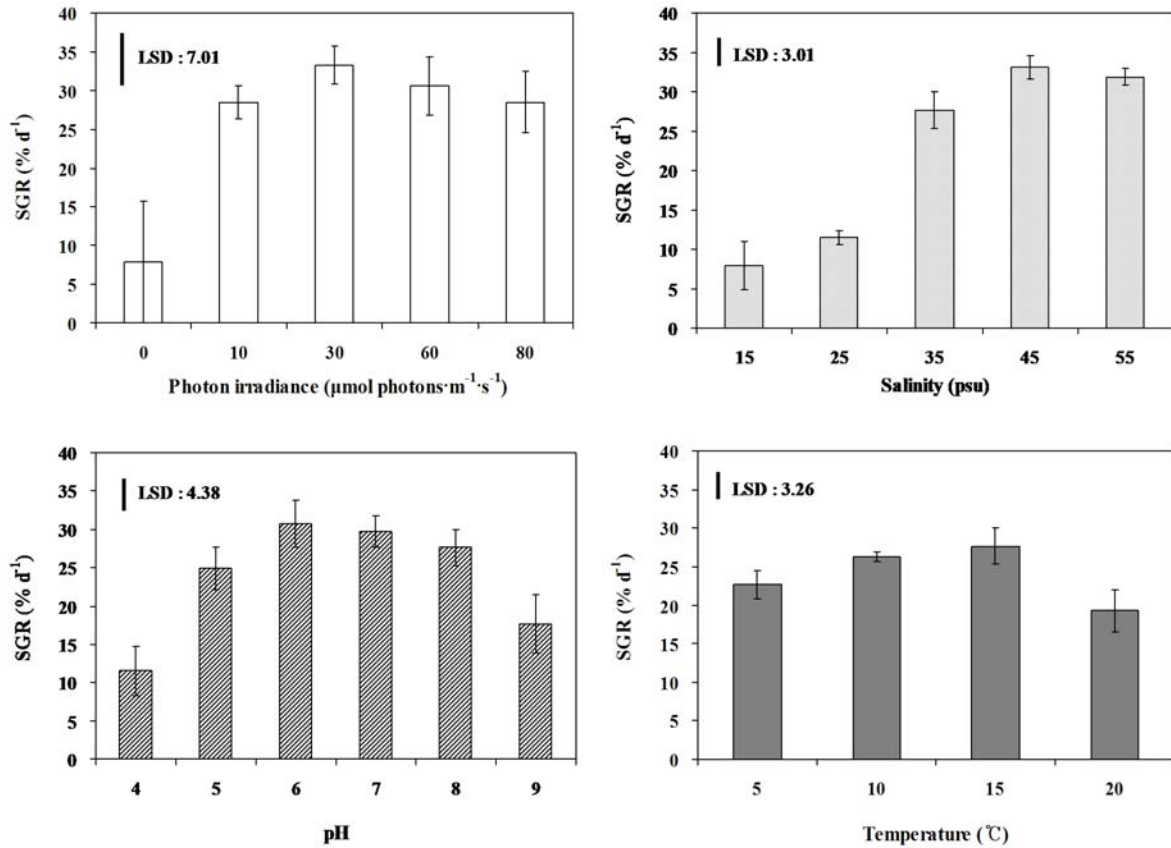 40
35
30
25
20
15
10
5
0
SGR (% d⁻¹)
LSD : 7.01
0 10 30 60 80
Photon irradiance (μmol photons·m⁻¹·s⁻¹)
40
35
30
25
20
15
10
5
0
SGR (% d⁻¹)
LSD : 3.01
15 25 35 45 55
Salinity (psu)
40
35
30
25
20
15
10
5
0
SGR (% d⁻¹)
LSD : 4.38
4 5 6 7 8 9
pH
40
35
30
25
20
15
10
5
0
SGR (% d⁻¹)
LSD : 3.26
5 10 15 20
Temperature (℃)